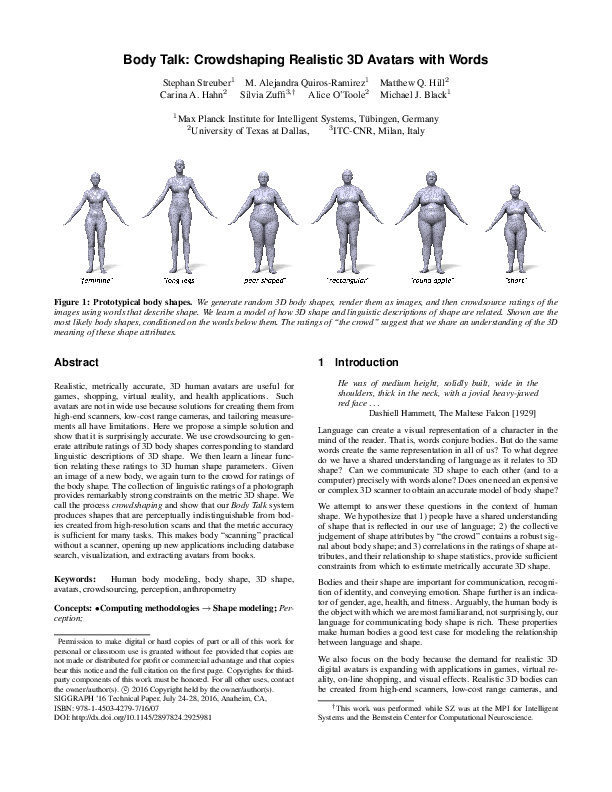 Body Talk: Crowdshaping Realistic 3D Avatars with Words
Stephan Streuber1 M. Alejandra Quiros-Ramirez1 Matthew Q. Hill2
Carina A. Hahn2 Silvia Zuffi3,† Alice O'Toole2 Michael J. Black1
1Max Planck Institute for Intelligent Systems, Tübingen, Germany
2University of Texas at Dallas, 3ITC-CNR, Milan, Italy
"feminine" "long legs" "pear shaped" "rectangular" "round apple" "short"
Figure 1: Prototypical body shapes. We generate random 3D body shapes, render them as images, and then crowdsource ratings of the
images using words that describe shape. We learn a model of how 3D shape and linguistic descriptions of shape are related. Shown are the
most likely body shapes, conditioned on the words below them. The ratings of "the crowd" suggest that we share an understanding of the 3D
meaning of these shape attributes.
Abstract
Realistic, metrically accurate, 3D human avatars are useful for
games, shopping, virtual reality, and health applications. Such
avatars are not in wide use because solutions for creating them from
high-end scanners, low-cost range cameras, and tailoring measure-
ments all have limitations. Here we propose a simple solution and
show that it is surprisingly accurate. We use crowdsourcing to gen-
erate attribute ratings of 3D body shapes corresponding to standard
linguistic descriptions of 3D shape. We then learn a linear func-
tion relating these ratings to 3D human shape parameters. Given
an image of a new body, we again turn to the crowd for ratings of
the body shape. The collection of linguistic ratings of a photograph
provides remarkably strong constraints on the metric 3D shape. We
call the process crowdshaping and show that our Body Talk system
produces shapes that are perceptually indistinguishable from bod-
ies created from high-resolution scans and that the metric accuracy
is sufficient for many tasks. This makes body "scanning" practical
without a scanner, opening up new applications including database
search, visualization, and extracting avatars from books.
Keywords: Human body modeling, body shape, 3D shape,
avatars, crowdsourcing, perception, anthropometry
Concepts: •Computing methodologies → Shape modeling; Per-
ception;
Permission to make digital or hard copies of part or all of this work for
personal or classroom use is granted without fee provided that copies are
not made or distributed for profit or commercial advantage and that copies
bear this notice and the full citation on the first page. Copyrights for third-
party components of this work must be honored. For all other uses, contact
the owner/author(s). © 2016 Copyright held by the owner/author(s).
SIGGRAPH '16 Technical Paper, July 24-28, 2016, Anaheim, CA,
ISBN: 978-1-4503-4279-7/16/07
DOI: http://dx.doi.org/10.1145/2897824.2925981
1 Introduction
He was of medium height, solidly built, wide in the
shoulders, thick in the neck, with a jovial heavy-jawed
red face . . .
Dashiell Hammett, The Maltese Falcon [1929]
Language can create a visual representation of a character in the
mind of the reader. That is, words conjure bodies. But do the same
words create the same representation in all of us? To what degree
do we have a shared understanding of language as it relates to 3D
shape? Can we communicate 3D shape to each other (and to a
computer) precisely with words alone? Does one need an expensive
or complex 3D scanner to obtain an accurate model of body shape?
We attempt to answer these questions in the context of human
shape. We hypothesize that 1) people have a shared understanding
of shape that is reflected in our use of language; 2) the collective
judgement of shape attributes by "the crowd" contains a robust sig-
nal about body shape; and 3) correlations in the ratings of shape at-
tributes, and their relationship to shape statistics, provide sufficient
constraints from which to estimate metrically accurate 3D shape.
Bodies and their shape are important for communication, recogni-
tion of identity, and conveying emotion. Shape further is an indica-
tor of gender, age, health, and fitness. Arguably, the human body is
the object with which we are most familiar and, not surprisingly, our
language for communicating body shape is rich. These properties
make human bodies a good test case for modeling the relationship
between language and shape.
We also focus on the body because the demand for realistic 3D
digital avatars is expanding with applications in games, virtual re-
ality, on-line shopping, and visual effects. Realistic 3D bodies can
be created from high-end scanners, low-cost range cameras, and
†This work was performed while SZ was at the MPI for Intelligent
Systems and the Bernstein Center for Computational Neuroscience.